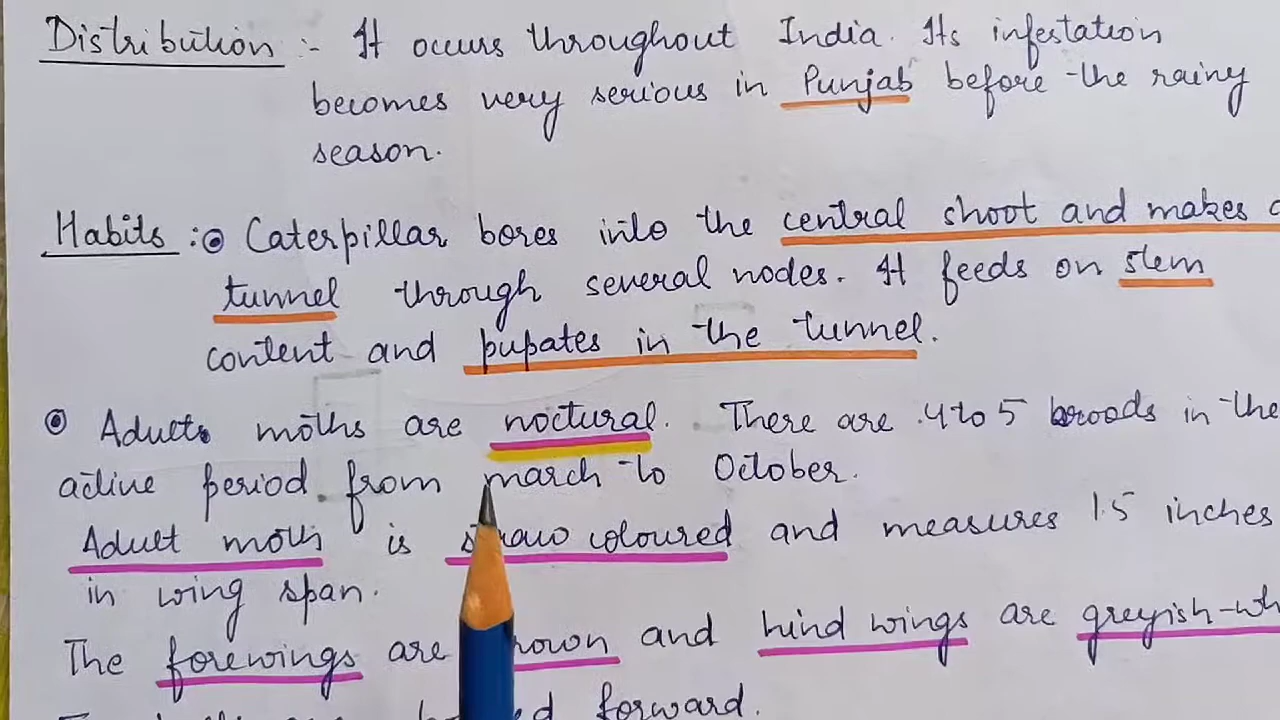 Distribution :- It occurs throughout India. Its infestation
becomes very serious in Punjab before the rainy
season.
Habits : Caterpillar bores into the central shoot and makes a
tunnel through several nodes. It feeds on stem
content and pupates in the tunnel.
Adult moths are noctural. There are 4 to 5 broods in the
active period from march to October.
Adult moth is straw coloured and measures 1.5 inches
in wing span.
The forewings are brown and hind wings are greyish-wh
forward.